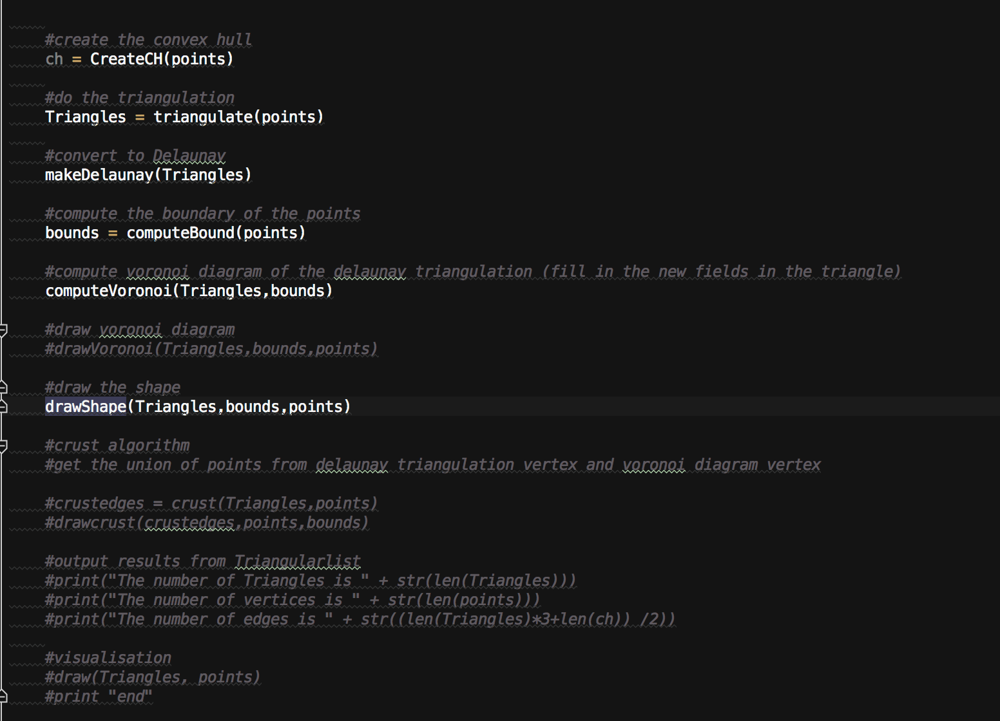 #create the convex hull
ch = CreateCH(points)
#do the triangulation
Triangles = triangulate(points)
#convert to Delaunay
makeDelaunay(Triangles)
#compute the boundary of the points
bounds = computeBound(points)
#compute voronoi diagram of the delaunay triangulation (fill in the new fields in the triangle)
computeVoronoi(Triangles,bounds)
#draw voronoi diagram
#drawVoronoi(Triangles,bounds,points)
#draw the shape
drawShape(Triangles,bounds,points)
#crust algorithm
#get the union of points from delaunay triangulation vertex and voronoi diagram vertex
#crustedges = crust(Triangles,points)
#drawcrust(crustedges,points,bounds)
#output results from Triangularlist
#print("The number of Triangles is " + str(len(Triangles)))
#print("The number of vertices is " + str(len(points)))
#print("The number of edges is " + str((len(Triangles)*3+len(ch)) /2))
#visualisation
#draw(Triangles, points)
#print "end"